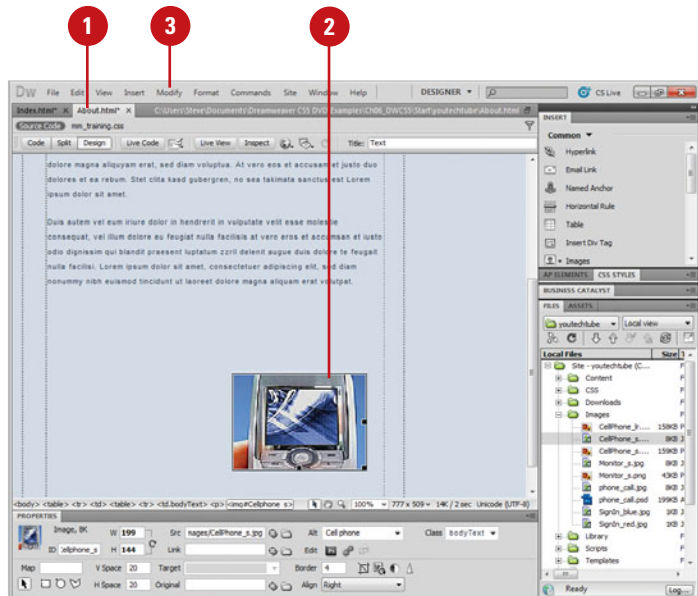 1
3
2
DW File Edit View Insert Modify Format Commands Site Window Help DESIGNER CS Live
Index.html* × About.html* × C:\Users\Steve\Documents\Dreamweaver CS5 DVD Examples\Ch06_DWCS5\Start\youtechtube\About.html
Source Code mm_training.css
Code Split Design Live Code Live View Inspect Title: Text
dolore magna aliquyam erat, sed diam voluptua. At vero eos et accusam et justo duo
dolores et ea rebum. Stet clita kasd gubergren, no sea takimata sanctus est Lorem
ipsum dolor sit amet.
Duis autem vel eum iriure dolor in hendrerit in vulputate velit esse molestie
consequat, vel illum dolore eu feugiat nulla facilisis at vero eros et accumsan et iusto
odio dignissim qui blandit praesent luptatum zzril delenit augue duis dolore te feugait
nulla facilisi. Lorem ipsum dolor sit amet, consectetuer adipiscing elit, sed diam
nonummy nibh euismod tincidunt ut laoreet dolore magna aliquam erat volutpat.
<body> <table> <tr> <td> <table> <tr> <td.bodyText> <p> <img#Cellphone_s> 100% 777 x 509 14K / 2 sec Unicode (UTF-8)
PROPERTIES
Image, 8K W 199 Src nages/CellPhone_s.jpg Alt Cell phone Class bodyText
ID :ellphone_s H 144 Link Edit
Map V Space 20 Target Border 4
H Space 20 Original Align Right
INSERT
Common
Hyperlink
Email Link
Named Anchor
Horizontal Rule
Table
Insert Div Tag
Images
AP ELEMENTS CSS STYLES
BUSINESS CATALYST
FILES ASSETS
youtechtube Local view
Local Files Size T
Site - youtechtube (C... F
Content F
CSS F
Downloads F
Images F
CellPhone_lr.... 158KB F
CellPhone_s.... 8KB J
CellPhone_s.... 159KB F
Monitor_s.jpg 8KB J
Monitor_s.png 43KB F
phone_call.jpg 8KB J
phone_call.psd 199KB A
SignIn_blue.jpg 1KB J
SignIn_red.jpg 1KB J
Library F
Scripts F
Templates F
Ready Log...